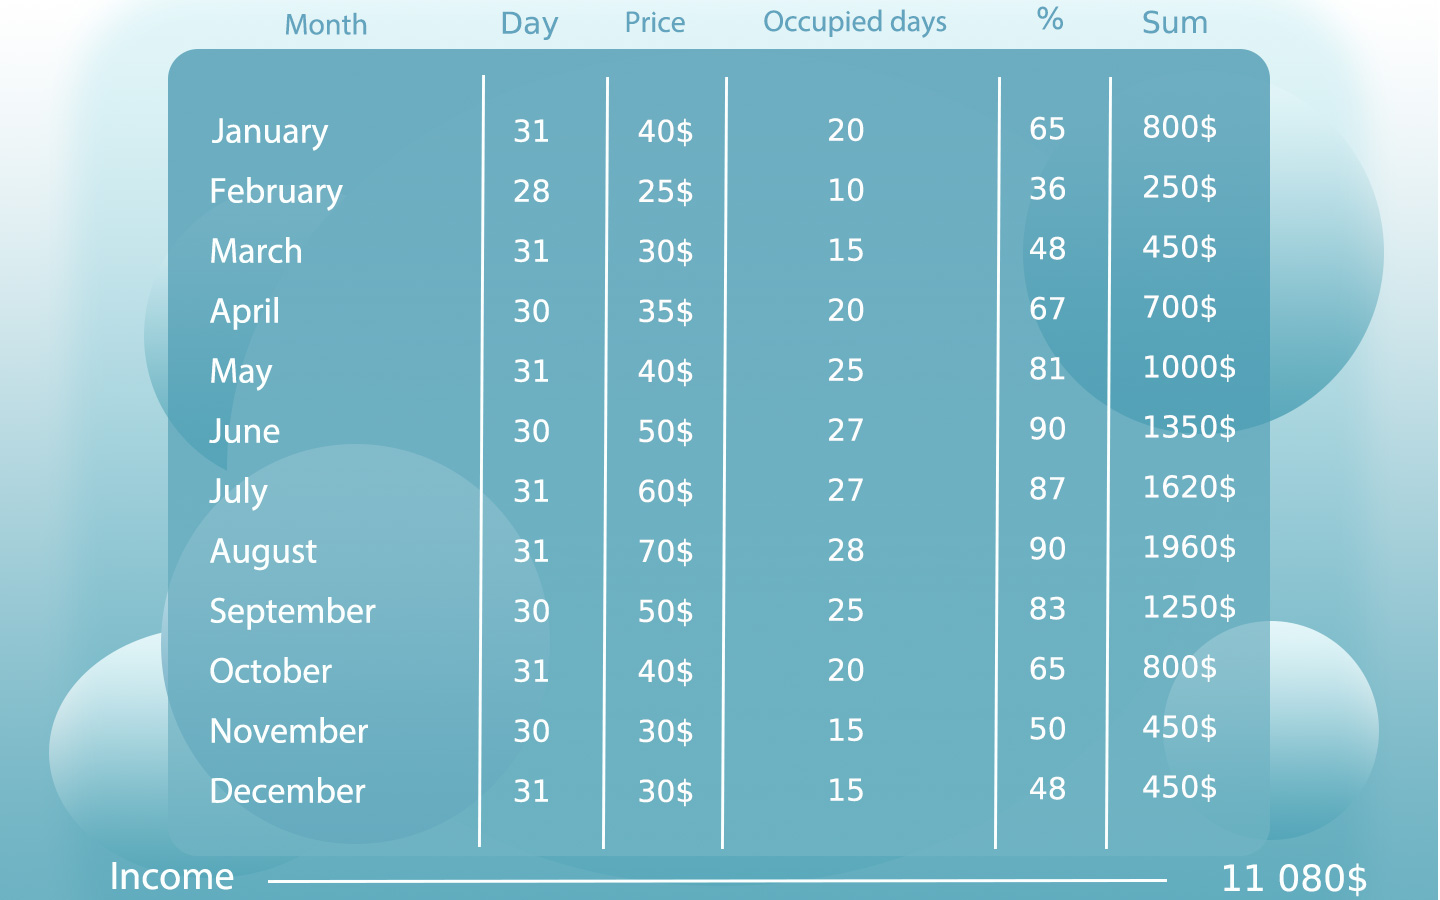 Month Day Price Occupied days % Sum
January 31 40$ 20 65 800$
February 28 25$ 10 36 250$
March 31 30$ 15 48 450$
April 30 35$ 20 67 700$
May 31 40$ 25 81 1000$
June 30 50$ 27 90 1350$
July 31 60$ 27 87 1620$
August 31 70$ 28 90 1960$
September 30 50$ 25 83 1250$
October 31 40$ 20 65 800$
November 30 30$ 15 50 450$
December 31 30$ 15 48 450$
Income 11 080$